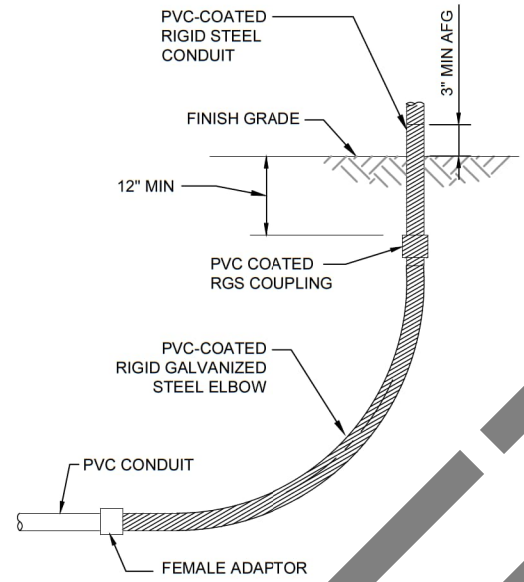 PVC-COATED
RIGID STEEL
CONDUIT
3" MIN AFG
FINISH GRADE
12" MIN
PVC COATED
RGS COUPLING
PVC-COATED
RIGID GALVANIZED
STEEL ELBOW
PVC CONDUIT
FEMALE ADAPTOR